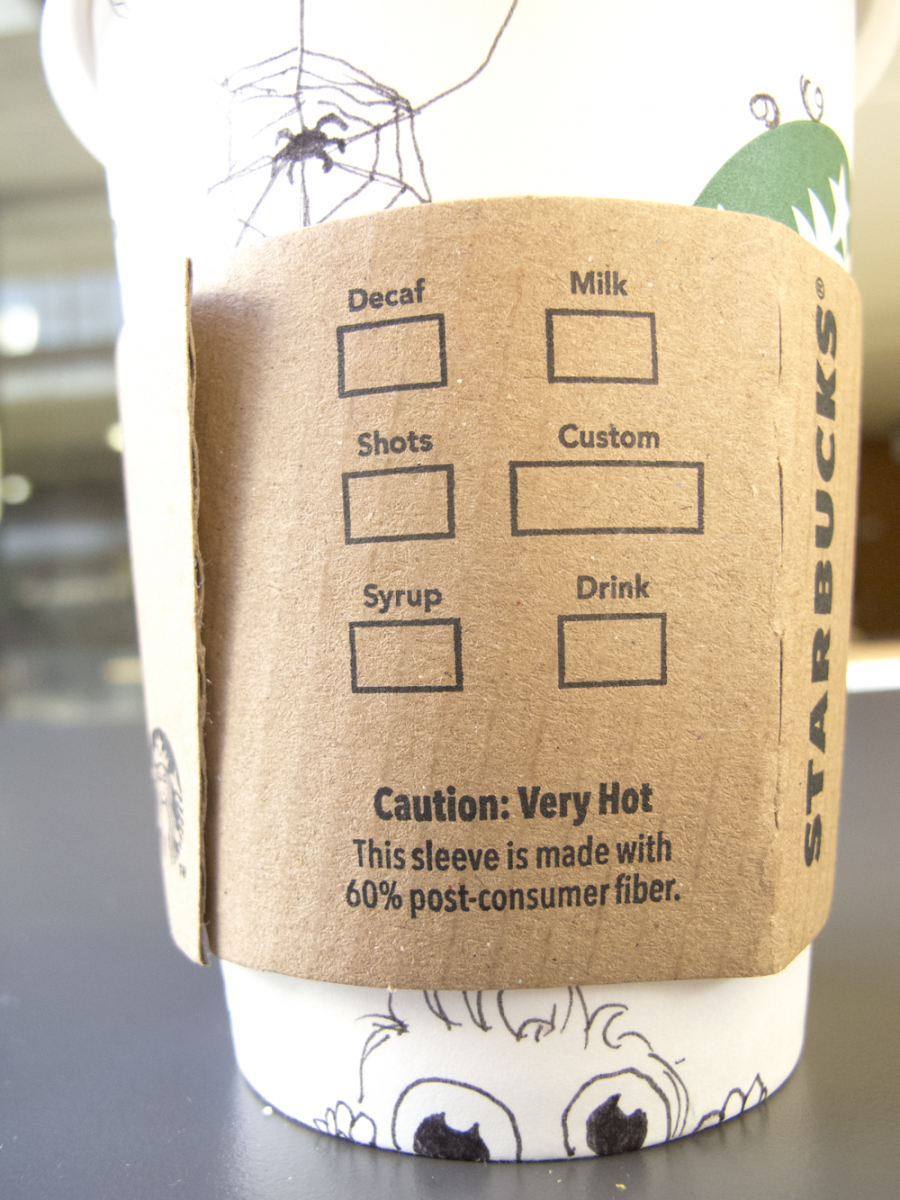 Decaf
Milk
Shots
Custom
Syrup
Drink
Caution: Very Hot
This sleeve is made with
60% post-consumer fiber.
STARBUCKS®